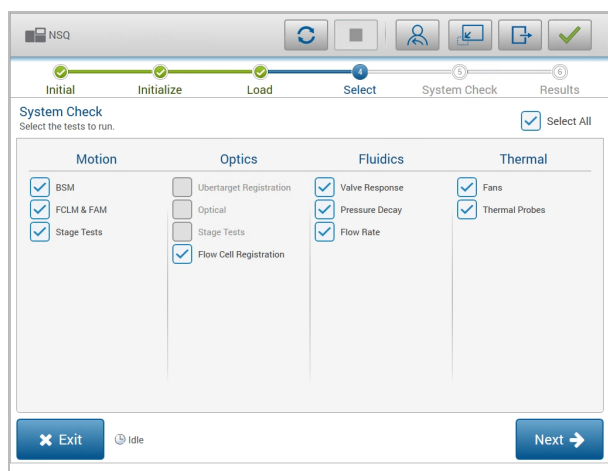 NSQ
4
5
6
Initial
Initialize
Load
Select
System Check
Results
System Check
Select the tests to run.
Select All
Motion
Optics
Fluidics
Thermal
BSM
Ubertarget Registration
Valve Response
Fans
FCLM & FAM
Optical
Pressure Decay
Thermal Probes
Stage Tests
Stage Tests
Flow Rate
Flow Cell Registration
Exit
Idle
Next